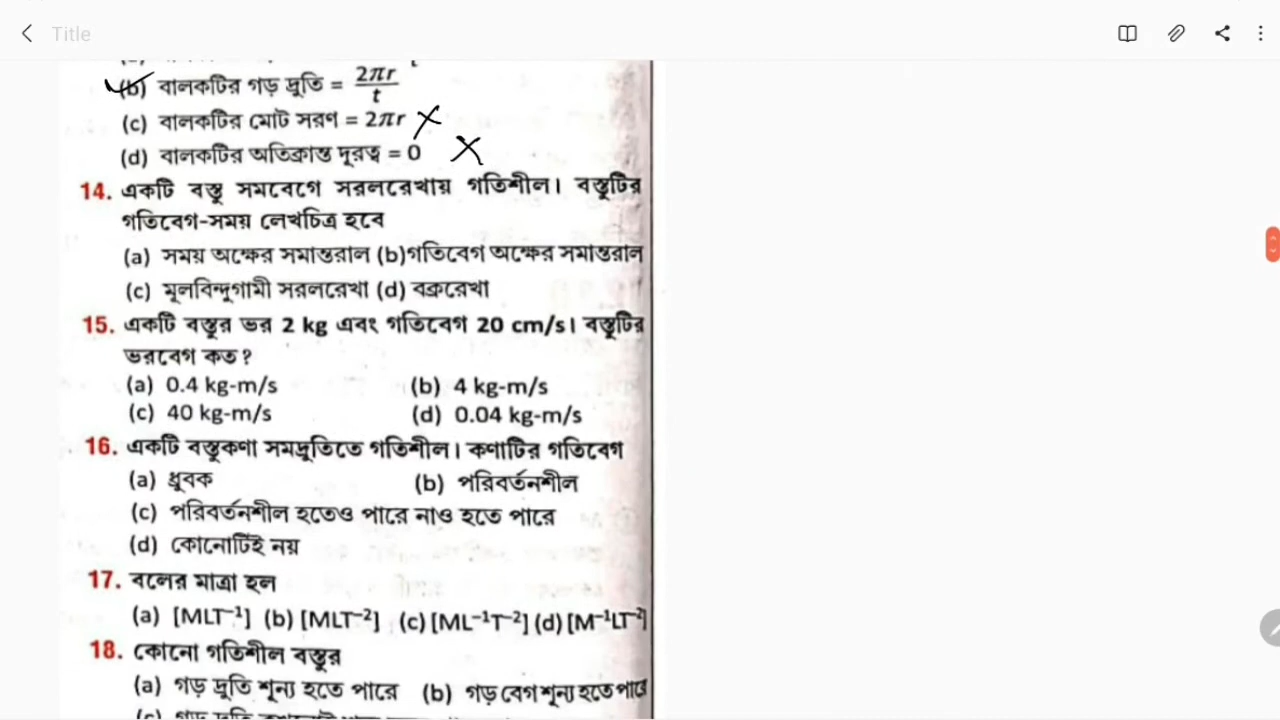 Title
(b) বালকটির গড় দ্রুতি = 2πr/t
(c) বালকটির মোট সরণ = 2πr
(d) বালকটির অতিক্রান্ত দূরত্ব = 0
14. একটি বস্তু সমবেগে সরলরেখায় গতিশীল। বস্তুটির
গতিবেগ-সময় লেখচিত্র হবে
(a) সময় অক্ষের সমান্তরাল (b)গতিবেগ অক্ষের সমান্তরাল
(c) মূলবিন্দুগামী সরলরেখা (d) বক্ররেখা
15. একটি বস্তুর ভর 2 kg এবং গতিবেগ 20 cm/s। বস্তুটির
ভরবেগ কত?
(a) 0.4 kg-m/s (b) 4 kg-m/s
(c) 40 kg-m/s (d) 0.04 kg-m/s
16. একটি বস্তুকণা সমদ্রুতিতে গতিশীল। কণাটির গতিবেগ
(a) ধ্রুবক (b) পরিবর্তনশীল
(c) পরিবর্তনশীল হতেও পারে নাও হতে পারে
(d) কোনোটিই নয়
17. বলের মাত্রা হল
(a) [MLT⁻¹] (b) [MLT⁻²] (c) [ML⁻¹T⁻²] (d) [M⁻¹LT⁻²]
18. কোনো গতিশীল বস্তুর
(a) গড় দ্রুতি শূন্য হতে পারে (b) গড় বেগ শূন্য হতে পারে